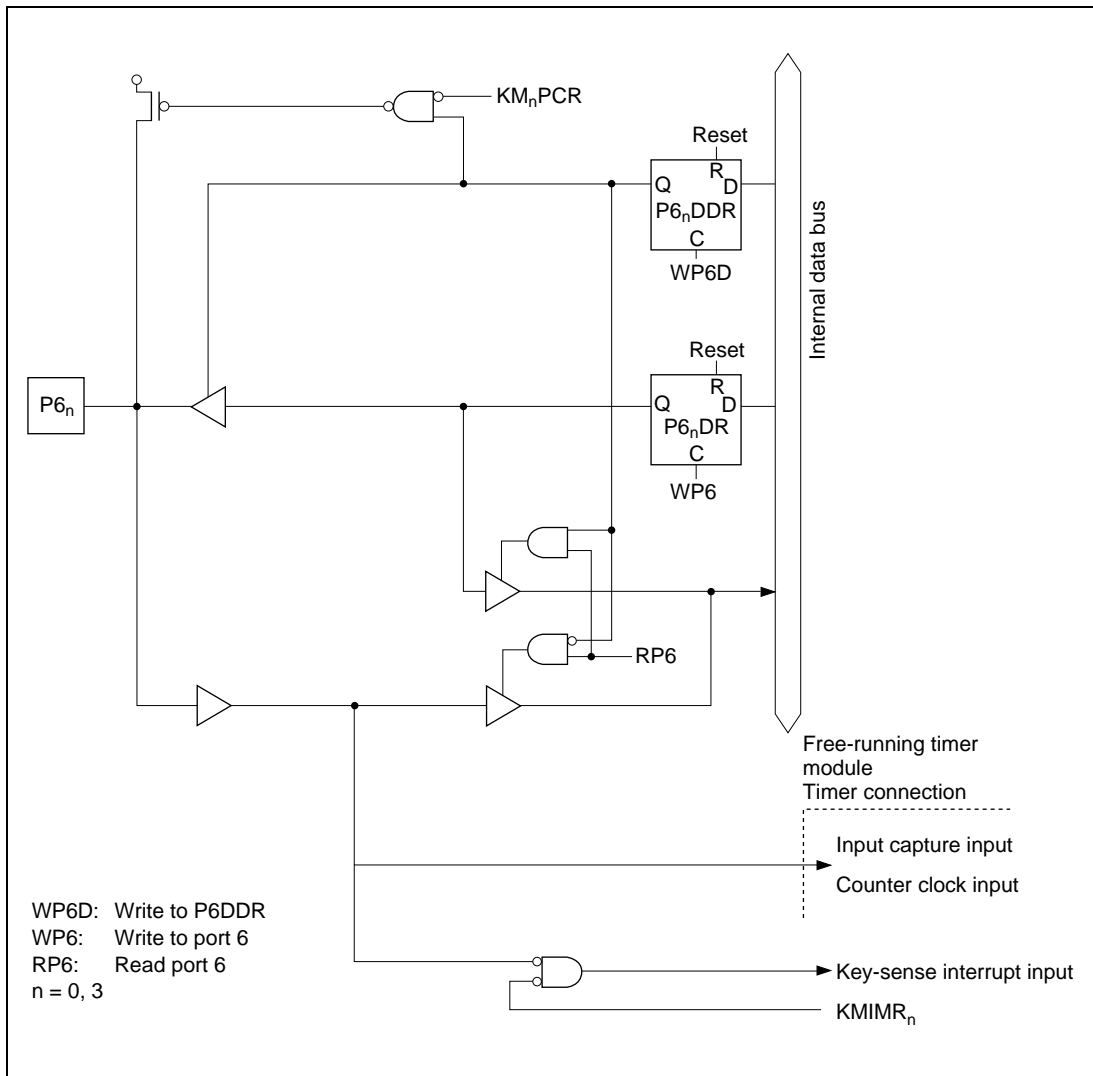 KMnPCR
Reset
R
Q
D
P6nDDR
C
WP6D
Internal data bus
Reset
R
P6n
Q
D
P6nDR
C
WP6
RP6
Free-running timer
module
Timer connection
Input capture input
Counter clock input
WP6D: Write to P6DDR
WP6: Write to port 6
RP6: Read port 6
n = 0, 3
Key-sense interrupt input
KMIMRn